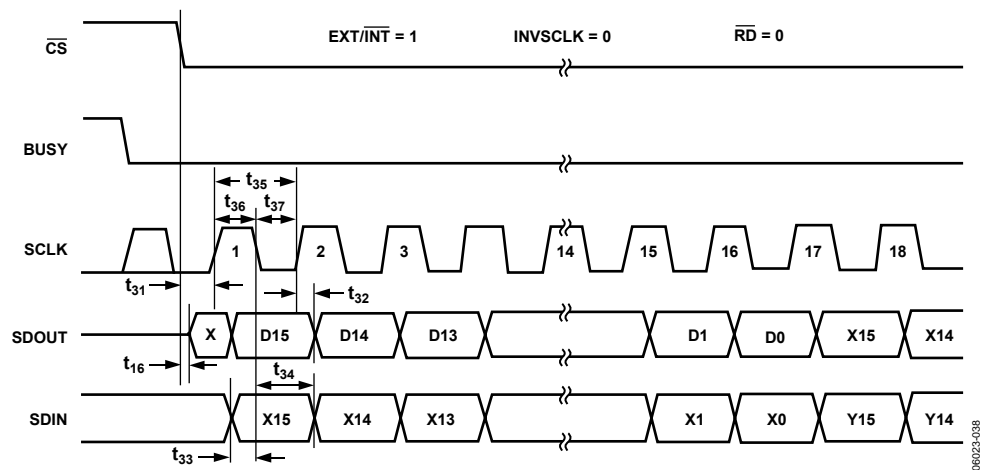 EXT/INT = 1 INVSCLK = 0 RD = 0
CS
BUSY
t35
t36 t37
SCLK 1 2 3 14 15 16 17 18
t31 t32
SDOUT X D15 D14 D13 D1 D0 X15 X14
t16 t34
SDIN X15 X14 X13 X1 X0 Y15 Y14
t33
06023-038